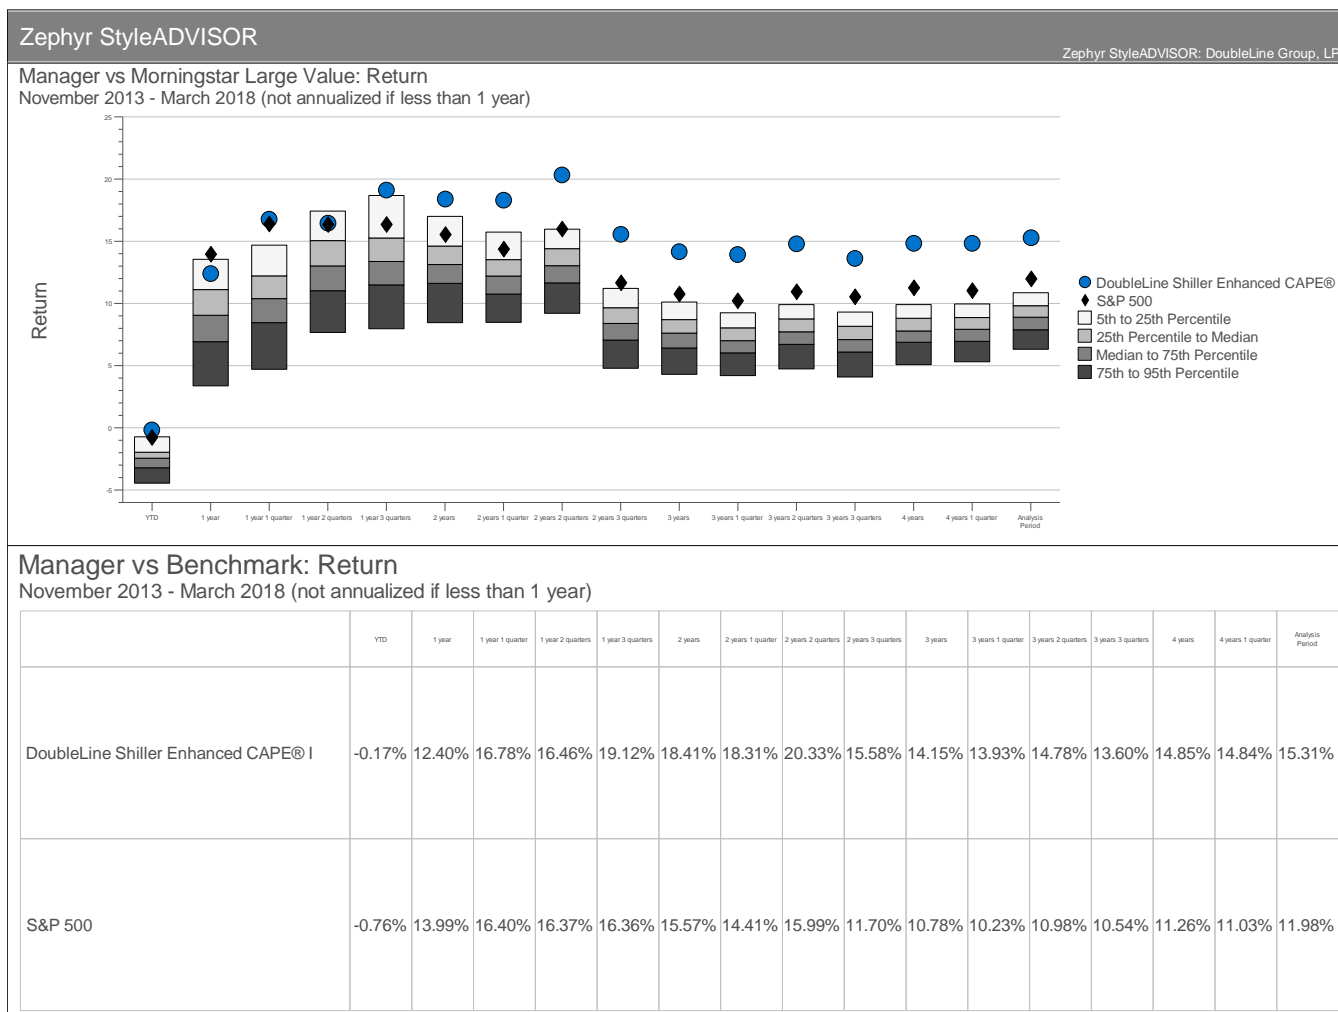 Zephyr StyleADVISOR
Zephyr StyleADVISOR: DoubleLine Group, LP
Manager vs Morningstar Large Value: Return
November 2013 - March 2018 (not annualized if less than 1 year)
Return
25
20
15
10
5
0
-5
YTD
1 year
1 year 1 quarter
1 year 2 quarters
1 year 3 quarters
2 years
2 years 1 quarter
2 years 2 quarters
2 years 3 quarters
3 years
3 years 1 quarter
3 years 2 quarters
3 years 3 quarters
4 years
4 years 1 quarter
Analysis
Period
DoubleLine Shiller Enhanced CAPE®
S&P 500
5th to 25th Percentile
25th Percentile to Median
Median to 75th Percentile
75th to 95th Percentile
Manager vs Benchmark: Return
November 2013 - March 2018 (not annualized if less than 1 year)
YTD 1 year 1 year 1 quarter 1 year 2 quarters 1 year 3 quarters 2 years 2 years 1 quarter 2 years 2 quarters 2 years 3 quarters 3 years 3 years 1 quarter 3 years 2 quarters 3 years 3 quarters 4 years 4 years 1 quarter Analysis
Period
DoubleLine Shiller Enhanced CAPE® I -0.17% 12.40% 16.78% 16.46% 19.12% 18.41% 18.31% 20.33% 15.58% 14.15% 13.93% 14.78% 13.60% 14.85% 14.84% 15.31%
S&P 500 -0.76% 13.99% 16.40% 16.37% 16.36% 15.57% 14.41% 15.99% 11.70% 10.78% 10.23% 10.98% 10.54% 11.26% 11.03% 11.98%